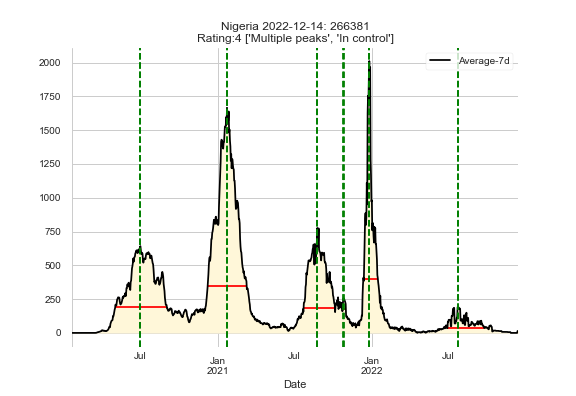 Nigeria 2022-12-14: 266381
Rating:4 ['Multiple peaks', 'In control']
Average-7d
2000
1750
1500
1250
1000
750
500
250
0
Jul
Jan
2021
Jul
Jan
2022
Jul
Date